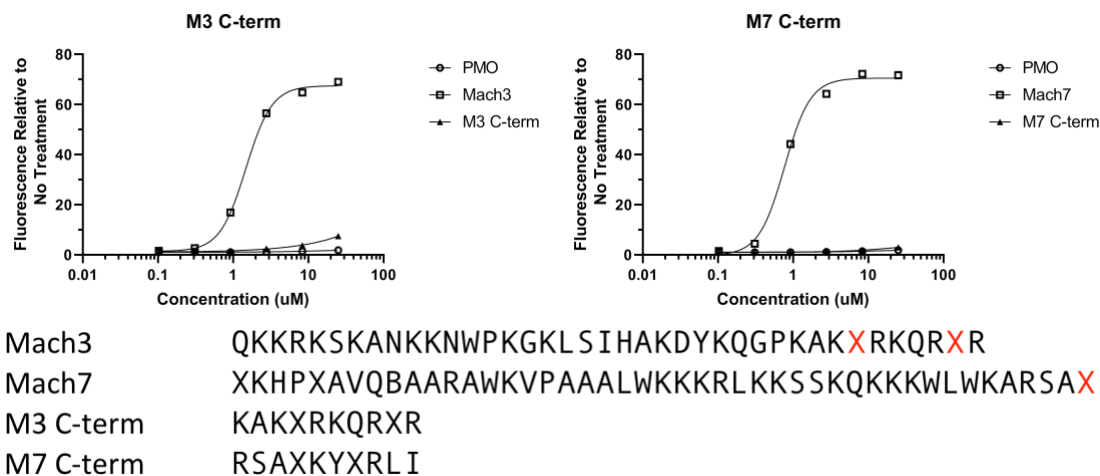 M3 C-term
Fluorescence Relative to
No Treatment
80
60
40
20
0
0.01 0.1 1 10 100
Concentration (uM)
PMO
Mach3
M3 C-term
M7 C-term
Fluorescence Relative to
No Treatment
80
60
40
20
0
0.01 0.1 1 10 100
Concentration (uM)
PMO
Mach7
M7 C-term
Mach3 QKKRKSKANKKNWPKGKLSIHAKDYKQGPKAKXRKQRXR
Mach7 XKHPXAVQBAARAWKVPAAALWKKKRLKKSSKQKKKWLWKARSAX
M3 C-term KAKXRKQRXR
M7 C-term RSAXKYXRLI